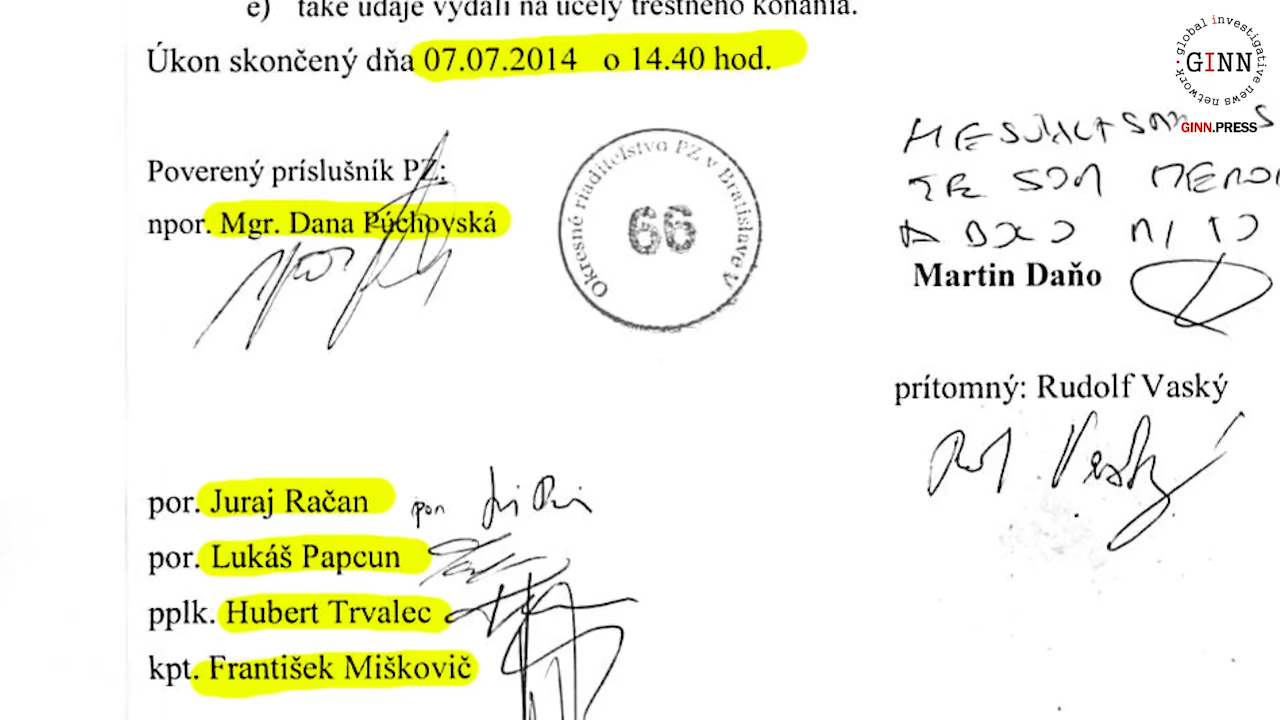 e) take údaje vydali na účely trestného konania.
Úkon skončený dňa 07.07.2014 o 14.40 hod.
global investigative news network
GINN
GINN.PRESS
Poverený príslušník PZ:
npor. Mgr. Dana Púchovská
Okresné riaditeľstvo PZ v Bratislave V
66
Martin Daňo
prítomný: Rudolf Vaský
por. Juraj Račan
por
por. Lukáš Papcun
pplk. Hubert Trvalec
kpt. František Miškovič